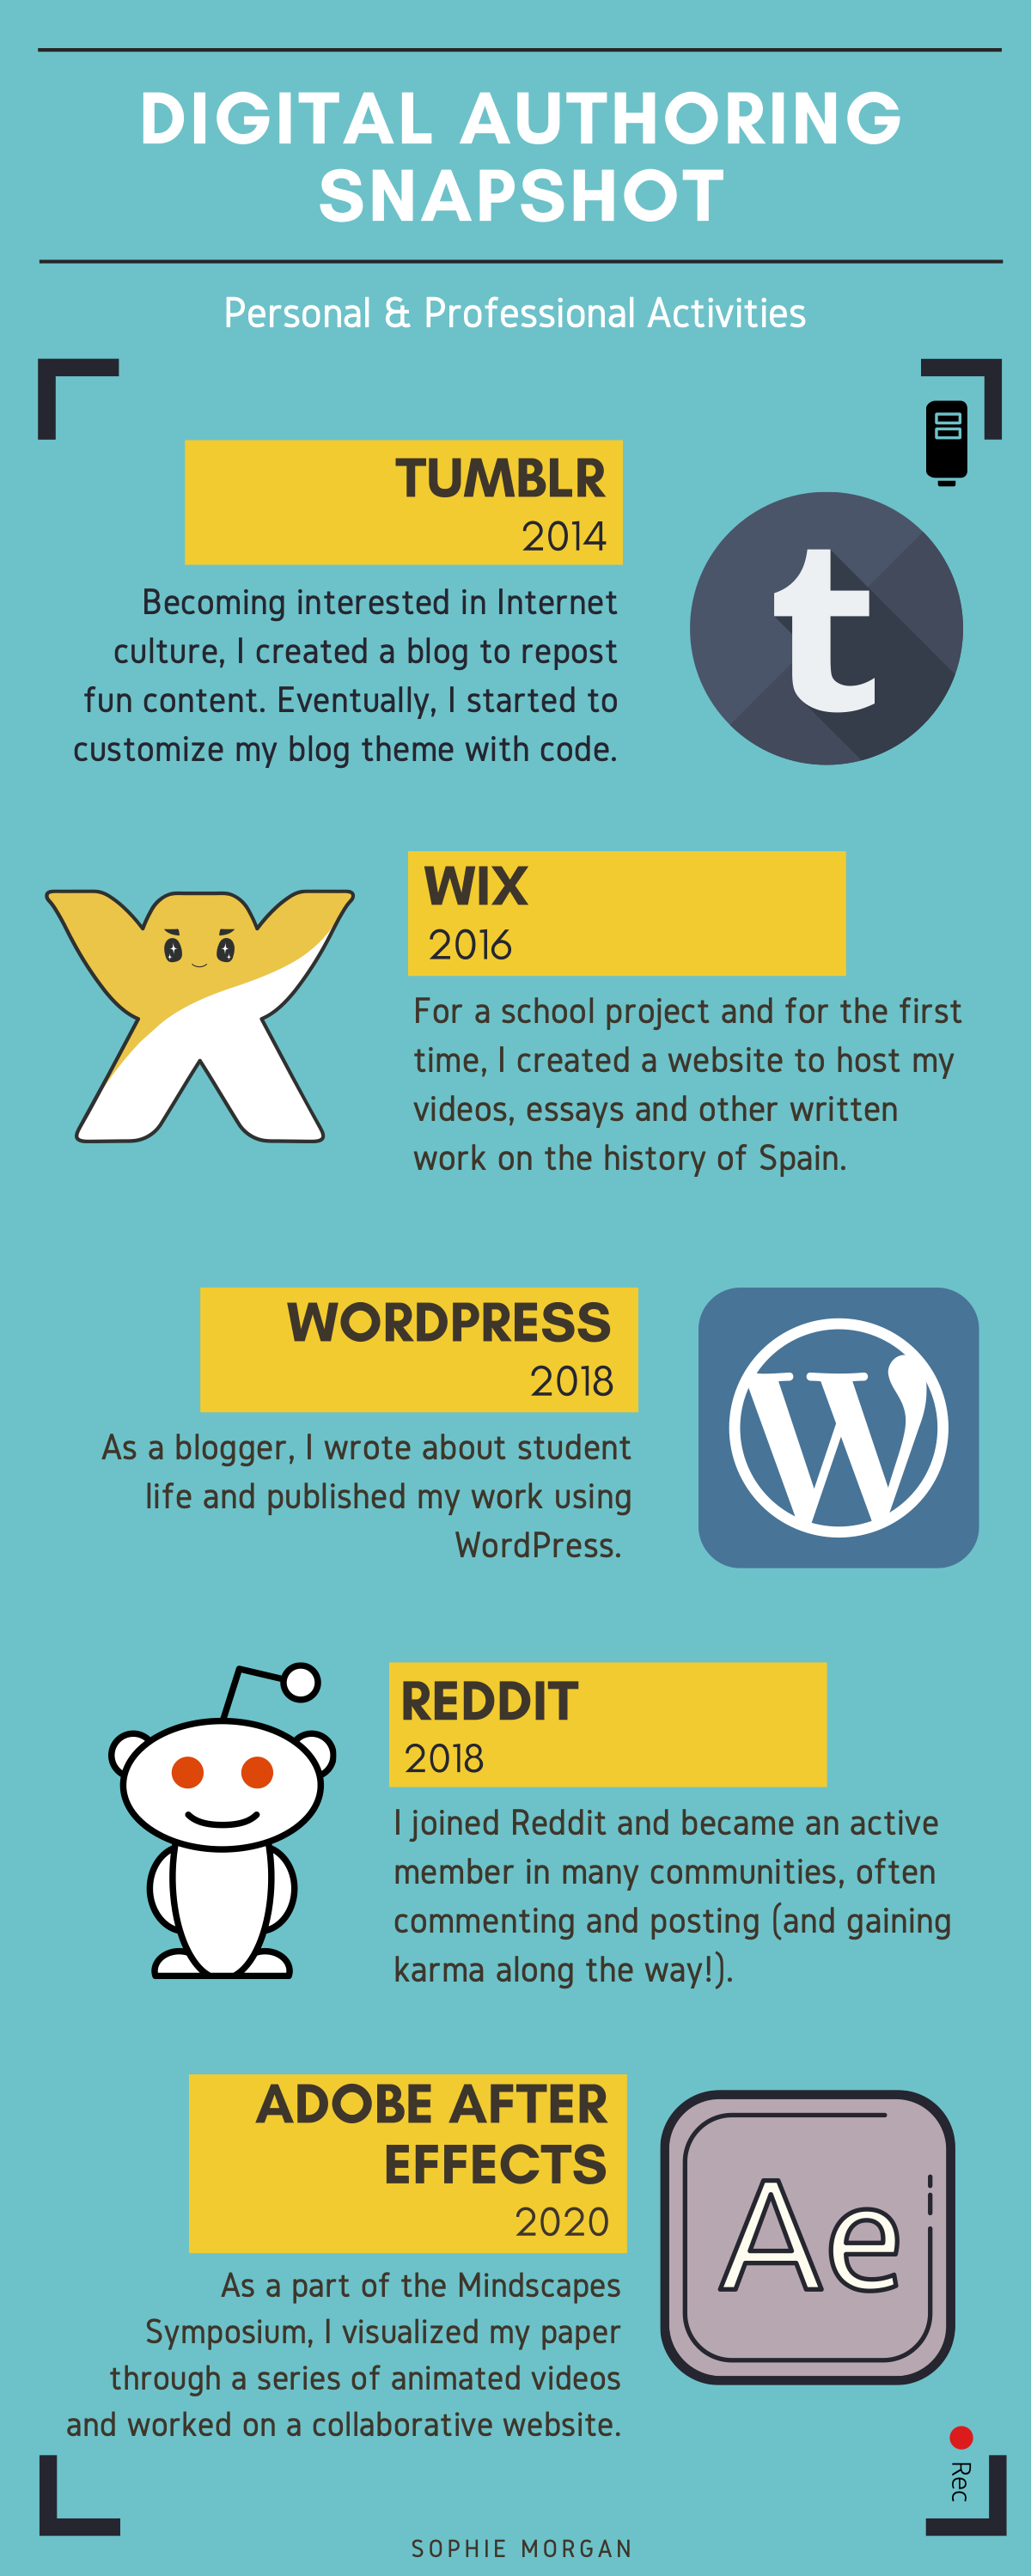 DIGITAL AUTHORING
SNAPSHOT
Personal & Professional Activities
TUMBLR
2014
Becoming interested in Internet
culture, I created a blog to repost
fun content. Eventually, I started to
customize my blog theme with code.
t
WIX
2016
For a school project and for the first
time, I created a website to host my
videos, essays and other written
work on the history of Spain.
WORDPRESS
2018
As a blogger, I wrote about student
life and published my work using
WordPress.
W
REDDIT
2018
I joined Reddit and became an active
member in many communities, often
commenting and posting (and gaining
karma along the way!).
ADOBE AFTER
EFFECTS
2020
As a part of the Mindscapes
Symposium, I visualized my paper
through a series of animated videos
and worked on a collaborative website.
Ae
Rec
SOPHIE MORGAN